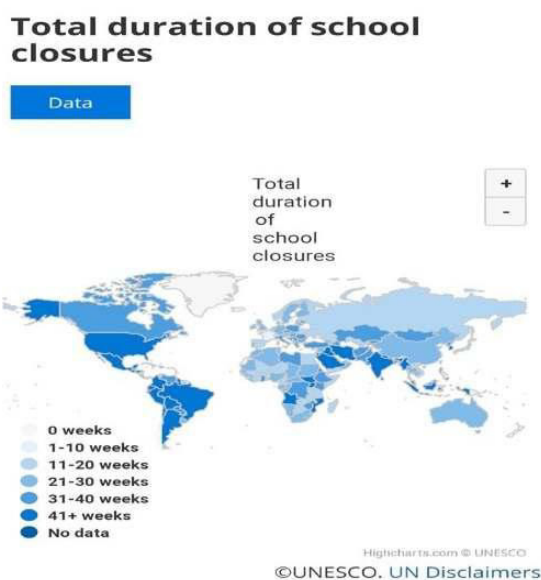 Total duration of school
closures
Data
Total
duration
of
school
closures
+
-
0 weeks
1-10 weeks
11-20 weeks
21-30 weeks
31-40 weeks
41+ weeks
No data
Highcharts.com © UNESCO
©UNESCO. UN Disclaimers